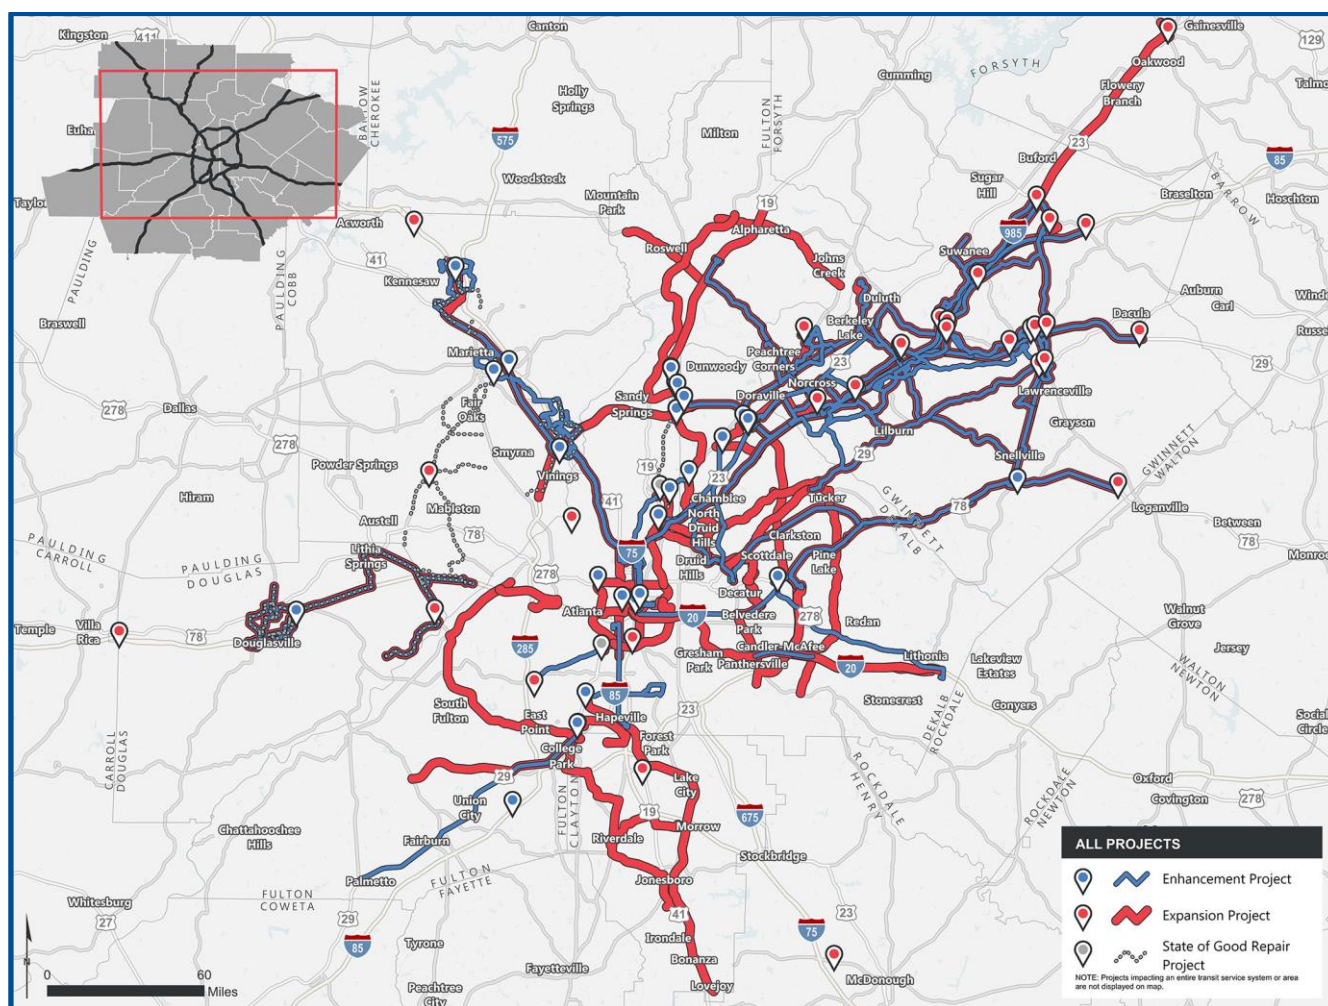 Kingston
411
Canton
Gainesville
129
Oakwood
Talmo
FORSYTH
Cumming
Flowery
Branch
Holly
Springs
BARROW
CHEROKEE
Euha
575
Milton
FULTON
FORSYTH
23
Buford
85
Woodstock
Sugar
Hill
Braselton
Hoschton
BARROW
Taylor
Mountain
Park
Acworth
19
Alpharetta
985
PAULDING
PAULDING
COBB
41
Roswell
Suwanee
Johns
Creek
Kennesaw
Duluth
Auburn
Carl
Winde
Braswell
Berkeley
Lake
Dacula
Russe
Marietta
Dunwoody
Peachtree
Corners
23
29
Norcross
Fair
Oaks
Sandy
Springs
Doraville
Lawrenceville
278
Dallas
Lilburn
Grayson
278
Smyrna
29
Snellville
GWINNETT
WALTON
Powder Springs
Vinings
19
23
Hiram
41
Chamblee
Tucker
GWINNETT
DEKALB
78
Loganville
Mableton
North
Druid
Hills
Austell
78
Clarkston
Between
78
PAULDING
CARROLL
PAULDING
DOUGLAS
Lithia
Springs
75
Scottdale
Pine
Lake
Monroe
278
Druid
Hills
Decatur
Atlanta
20
Belvedere
Park
278
Redan
Walnut
Grove
Temple
Villa
Rica
78
Douglasville
285
Gresham
Park
Candler-McAfee
Panthersville
20
Lithonia
Lakeview
Estates
Jersey
WALTON
NEWTON
85
Stonecrest
South
Fulton
East
Point
Hapeville
23
DEKALB
ROCKDALE
Conyers
Social
Circle
CARROLL
DOUGLAS
College
Park
Forest
Park
29
Lake
City
ROCKDALE
HENRY
ROCKDALE
NEWTON
Oxford
Covington
278
Union
City
FULTON
CLAYTON
19
675
Chattahoochee
Hills
Fairburn
Riverdale
Morrow
Stockbridge
Palmetto
FULTON
FAYETTE
Jonesboro
Whitesburg
27
FULTON
COWETA
29
41
23
85
75
Tyrone
Irondale
Fayetteville
Bonanza
McDonough
Peachtree
City
Lovejoy
N
0
60
Miles
ALL PROJECTS
Enhancement Project
Expansion Project
State of Good Repair
Project
NOTE: Projects impacting an entire transit service system or area
are not displayed on map.